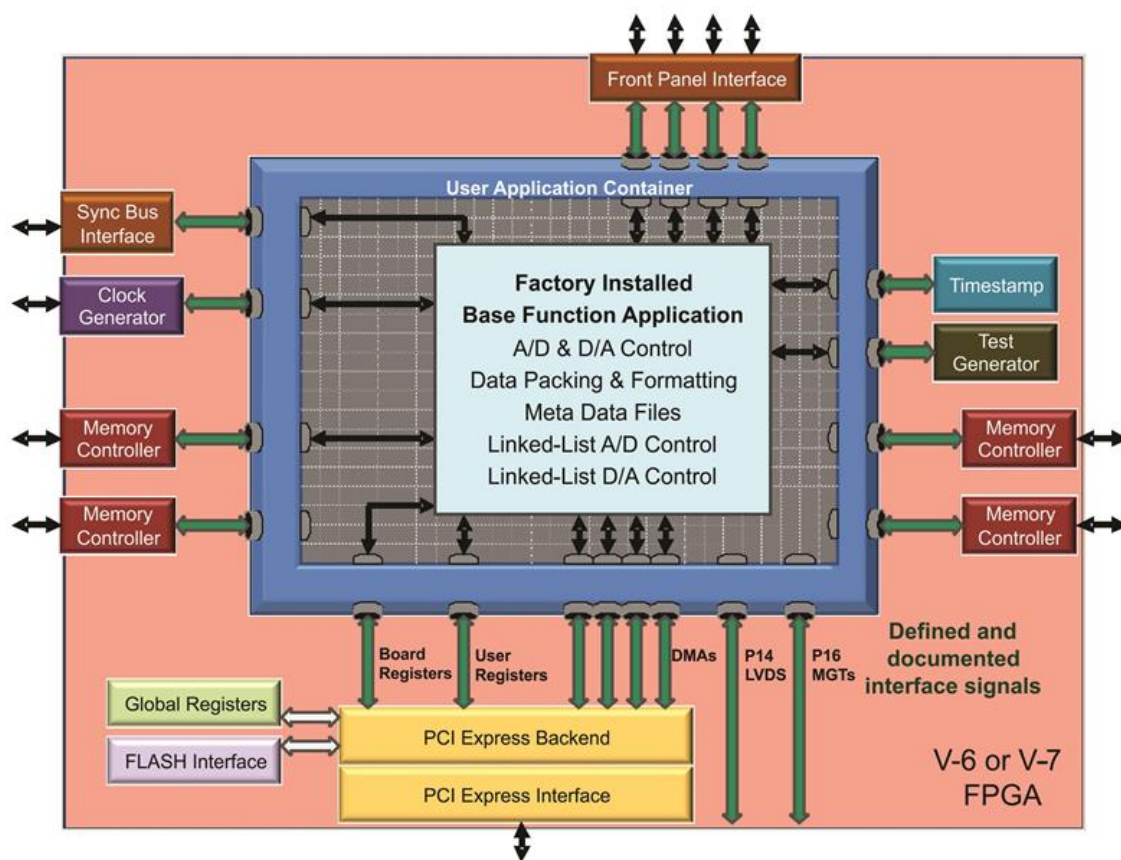 Front Panel Interface
User Application Container
Sync Bus
Interface
Clock
Generator
Memory
Controller
Memory
Controller
Factory Installed
Base Function Application
A/D & D/A Control
Data Packing & Formatting
Meta Data Files
Linked-List A/D Control
Linked-List D/A Control
Timestamp
Test
Generator
Memory
Controller
Memory
Controller
Board
Registers
User
Registers
DMAs
P14
LVDS
P16
MGTs
Defined and
documented
interface signals
Global Registers
FLASH Interface
PCI Express Backend
PCI Express Interface
V-6 or V-7
FPGA